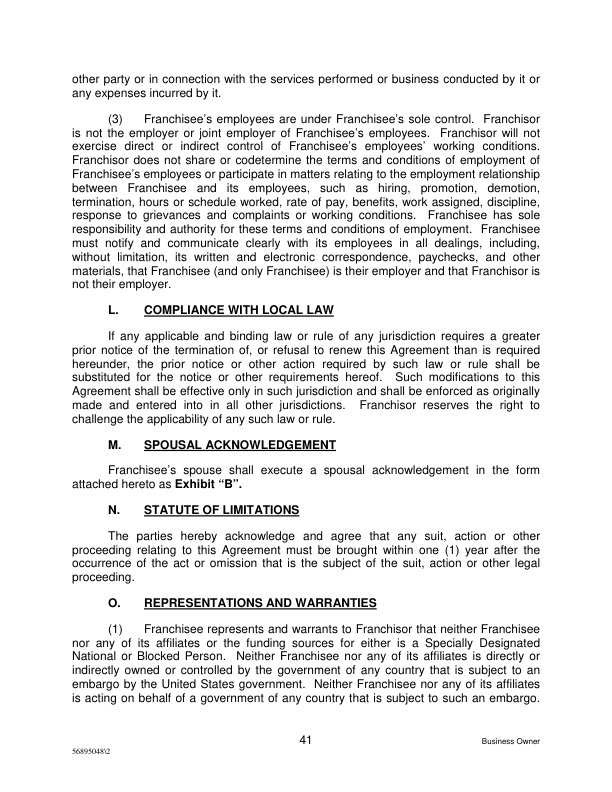 other party or in connection with the services performed or business conducted by it or
any expenses incurred by it.
(3) Franchisee’s employees are under Franchisee’s sole control. Franchisor
is not the employer or joint employer of Franchisee’s employees. Franchisor will not
exercise direct or indirect control of Franchisee’s employees’ working conditions.
Franchisor does not share or codetermine the terms and conditions of employment of
Franchisee’s employees or participate in matters relating to the employment relationship
between Franchisee and its employees, such as hiring, promotion, demotion,
termination, hours or schedule worked, rate of pay, benefits, work assigned, discipline,
response to grievances and complaints or working conditions. Franchisee has sole
responsibility and authority for these terms and conditions of employment. Franchisee
must notify and communicate clearly with its employees in all dealings, including,
without limitation, its written and electronic correspondence, paychecks, and other
materials, that Franchisee (and only Franchisee) is their employer and that Franchisor is
not their employer.
L. COMPLIANCE WITH LOCAL LAW
If any applicable and binding law or rule of any jurisdiction requires a greater
prior notice of the termination of, or refusal to renew this Agreement than is required
hereunder, the prior notice or other action required by such law or rule shall be
substituted for the notice or other requirements hereof. Such modifications to this
Agreement shall be effective only in such jurisdiction and shall be enforced as originally
made and entered into in all other jurisdictions. Franchisor reserves the right to
challenge the applicability of any such law or rule.
M. SPOUSAL ACKNOWLEDGEMENT
Franchisee’s spouse shall execute a spousal acknowledgement in the form
attached hereto as Exhibit “B”.
N. STATUTE OF LIMITATIONS
The parties hereby acknowledge and agree that any suit, action or other
proceeding relating to this Agreement must be brought within one (1) year after the
occurrence of the act or omission that is the subject of the suit, action or other legal
proceeding.
O. REPRESENTATIONS AND WARRANTIES
(1) Franchisee represents and warrants to Franchisor that neither Franchisee
nor any of its affiliates or the funding sources for either is a Specially Designated
National or Blocked Person. Neither Franchisee nor any of its affiliates is directly or
indirectly owned or controlled by the government of any country that is subject to an
embargo by the United States government. Neither Franchisee nor any of its affiliates
is acting on behalf of a government of any country that is subject to such an embargo.
41
Business Owner
56895048\2